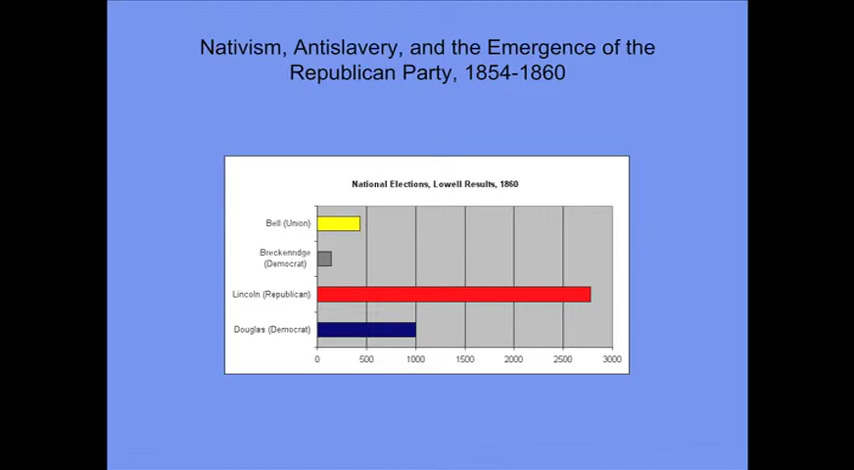 Nativism, Antislavery, and the Emergence of the
Republican Party, 1854-1860
National Elections, Lowell Results, 1860
Bell (Union)
Breckenridge
(Democrat)
Lincoln (Republican)
Douglas (Democrat)
0 500 1000 1500 2000 2500 3000